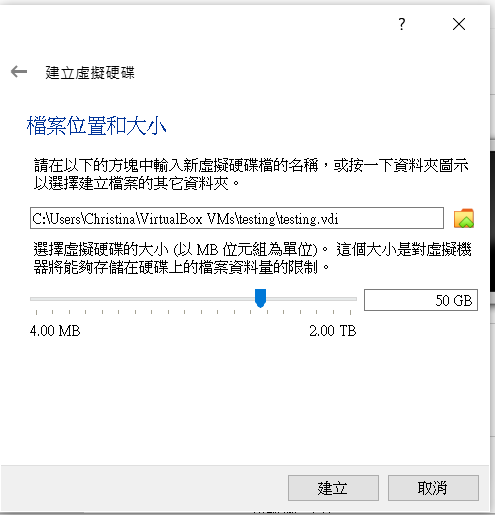 ?
建立虛擬硬碟
檔案位置和大小
請在以下的方塊中輸入新虛擬硬碟檔的名稱，或按一下資料夾圖示
以選擇建立檔案的其它資料夾。
C:\Users\Christina\VirtualBox VMs\testing\testing.vdi
選擇虛擬硬碟的大小 (以 MB 位元組為單位)。 這個大小是對虛擬機
器將能夠存儲在硬碟上的檔案資料量的限制。
50 GB
4.00 MB 2.00 TB
建立 取消